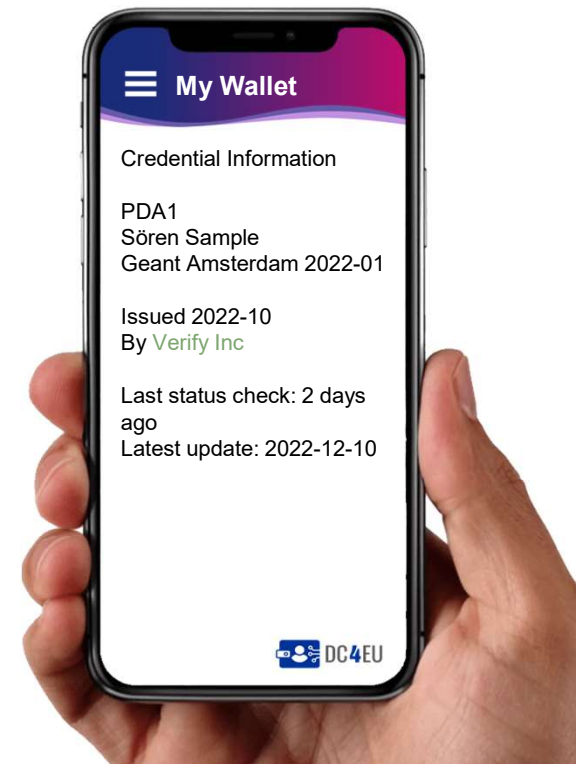 My Wallet
Credential Information
PDA1
Sören Sample
Geant Amsterdam 2022-01
Issued 2022-10
By Verify Inc
Last status check: 2 days
ago
Latest update: 2022-12-10
DC4EU